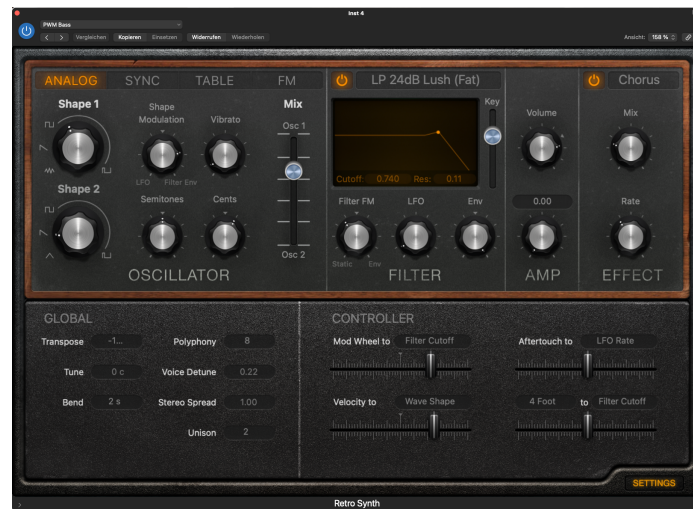 Inst 4
PWM Bass
Vergleichen Kopieren Einsetzen Widerrufen Wiederholen
Ansicht: 158 %
ANALOG SYNC TABLE FM
LP 24dB Lush (Fat)
Chorus
Shape 1
Shape Modulation
Vibrato
Mix
Osc 1
LFO Filter Env
Shape 2
Semitones
Cents
Osc 2
OSCILLATOR
Key
Cutoff: 0.740 Res: 0.11
Filter FM
LFO
Env
Static Env
FILTER
Volume
0.00
AMP
Mix
Rate
EFFECT
GLOBAL
Transpose -1...
Polyphony 8
Tune 0 c
Voice Detune 0.22
Bend 2 s
Stereo Spread 1.00
Unison 2
CONTROLLER
Mod Wheel to Filter Cutoff
Aftertouch to LFO Rate
Velocity to Wave Shape
4 Foot to Filter Cutoff
SETTINGS
Retro Synth